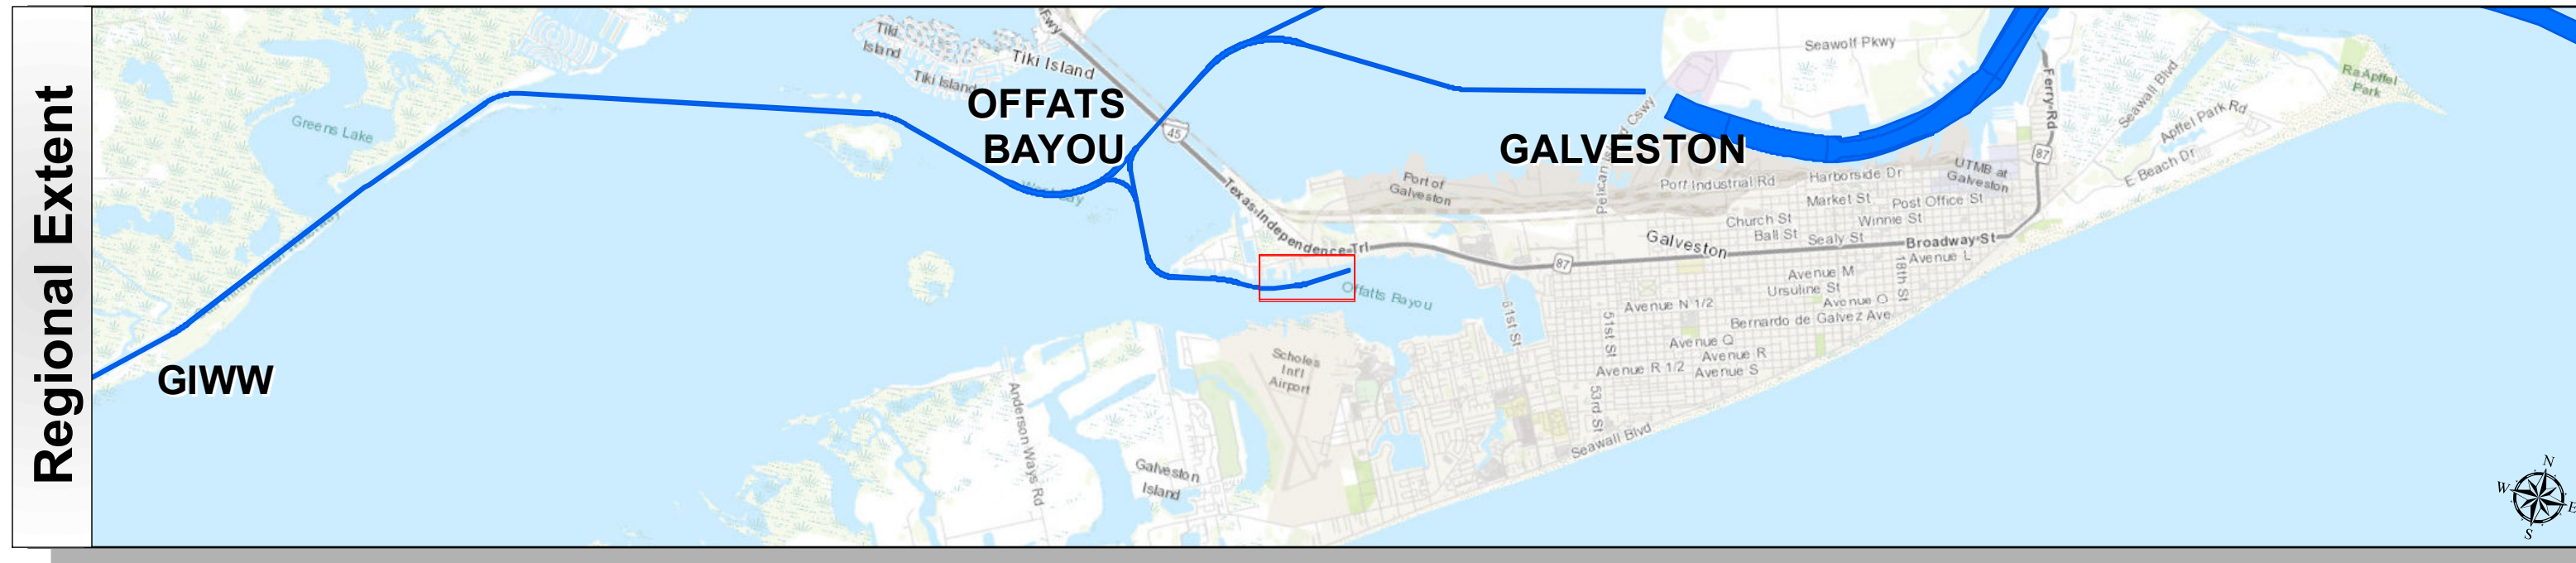 Regional Extent
Fwy
Tiki
Island
Tiki Island
Tiki Island
Seawolf Pkwy
Ferry Rd
Seawall Blvd
Ra Apffel
Park
Apffel Park Rd
E Beach Dr
Greens Lake
OFFATS
BAYOU
45
GALVESTON
87
UTMB at
Galveston
Port of
Galveston
Port Industrial Rd
Harborside Dr
Market St
Post Office St
Church St
Winnie St
Ball St
Sealy St
Texas Independence Trl
Galveston
Broadway St
Avenue L
87
Offatts Bayou
Avenue M
Ursuline St
18th St
Avenue N 1/2
Avenue O
Bernardo de Galvez Ave
61st St
51st St
Avenue Q
Avenue R
Avenue R 1/2
Avenue S
53rd St
Seawall Blvd
Scholes
Int'l
Airport
GIWW
Anderson Ways Rd
Galveston
Island
N
W
E
S